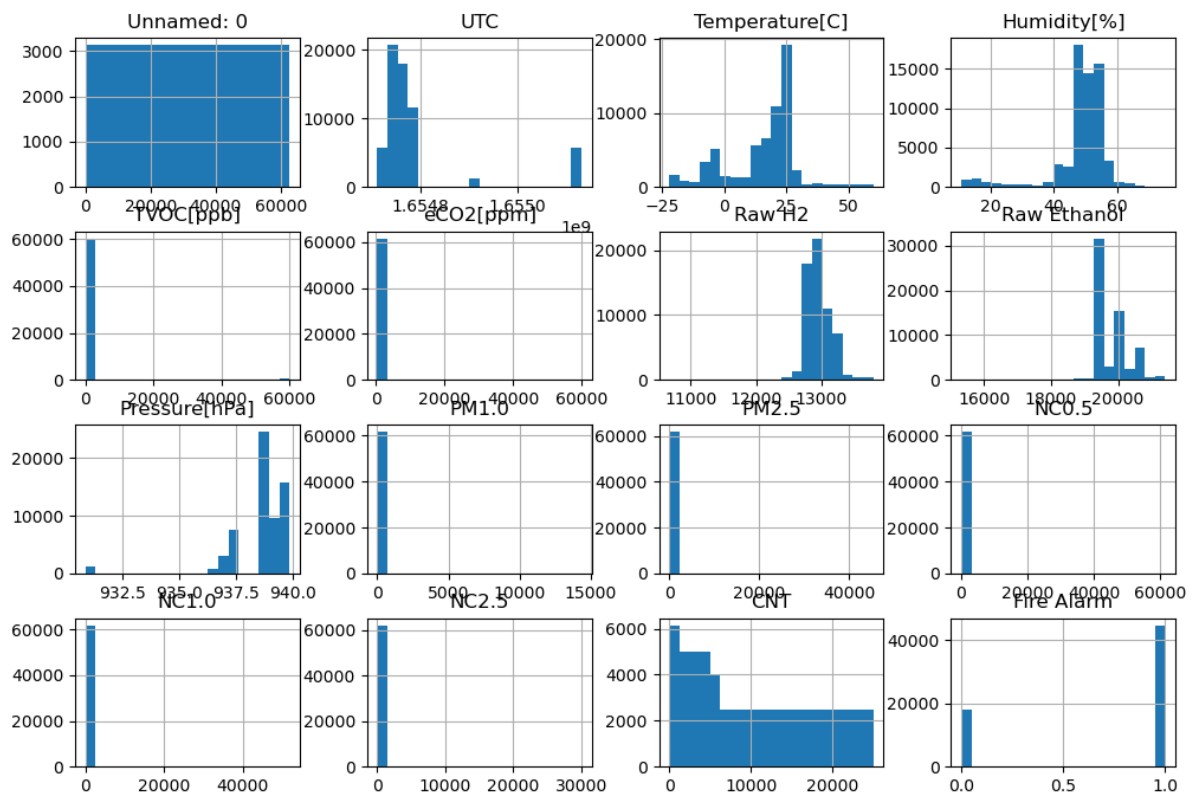 Unnamed: 0 UTC Temperature[C] Humidity[%]
3000 20000 20000 15000
2000 10000 10000 10000
1000 5000
0 0 0 0
0 20000 40000 60000 1.6548 1.6550 −25 0 25 50 20 40 60
1e9
TVOC[ppb] eCO2[ppm] Raw H2 Raw Ethanol
60000 60000 20000 30000
40000 40000 20000
20000 20000 10000 10000
0 0 0 0
0 20000 40000 60000 0 20000 40000 60000 11000 12000 13000 16000 18000 20000
Pressure[hPa] PM1.0 PM2.5 NC0.5
20000 60000 60000 60000
10000 40000 40000 40000
20000 20000 20000
0 0 0 0
932.5 935.0 937.5 940.0 0 5000 10000 15000 0 20000 40000 0 20000 40000 60000
NC1.0 NC2.5 CNT Fire Alarm
60000 60000 6000 40000
40000 40000 4000 20000
20000 20000 2000
0 0 0 0
0 20000 40000 0 10000 20000 30000 0 10000 20000 0.0 0.5 1.0